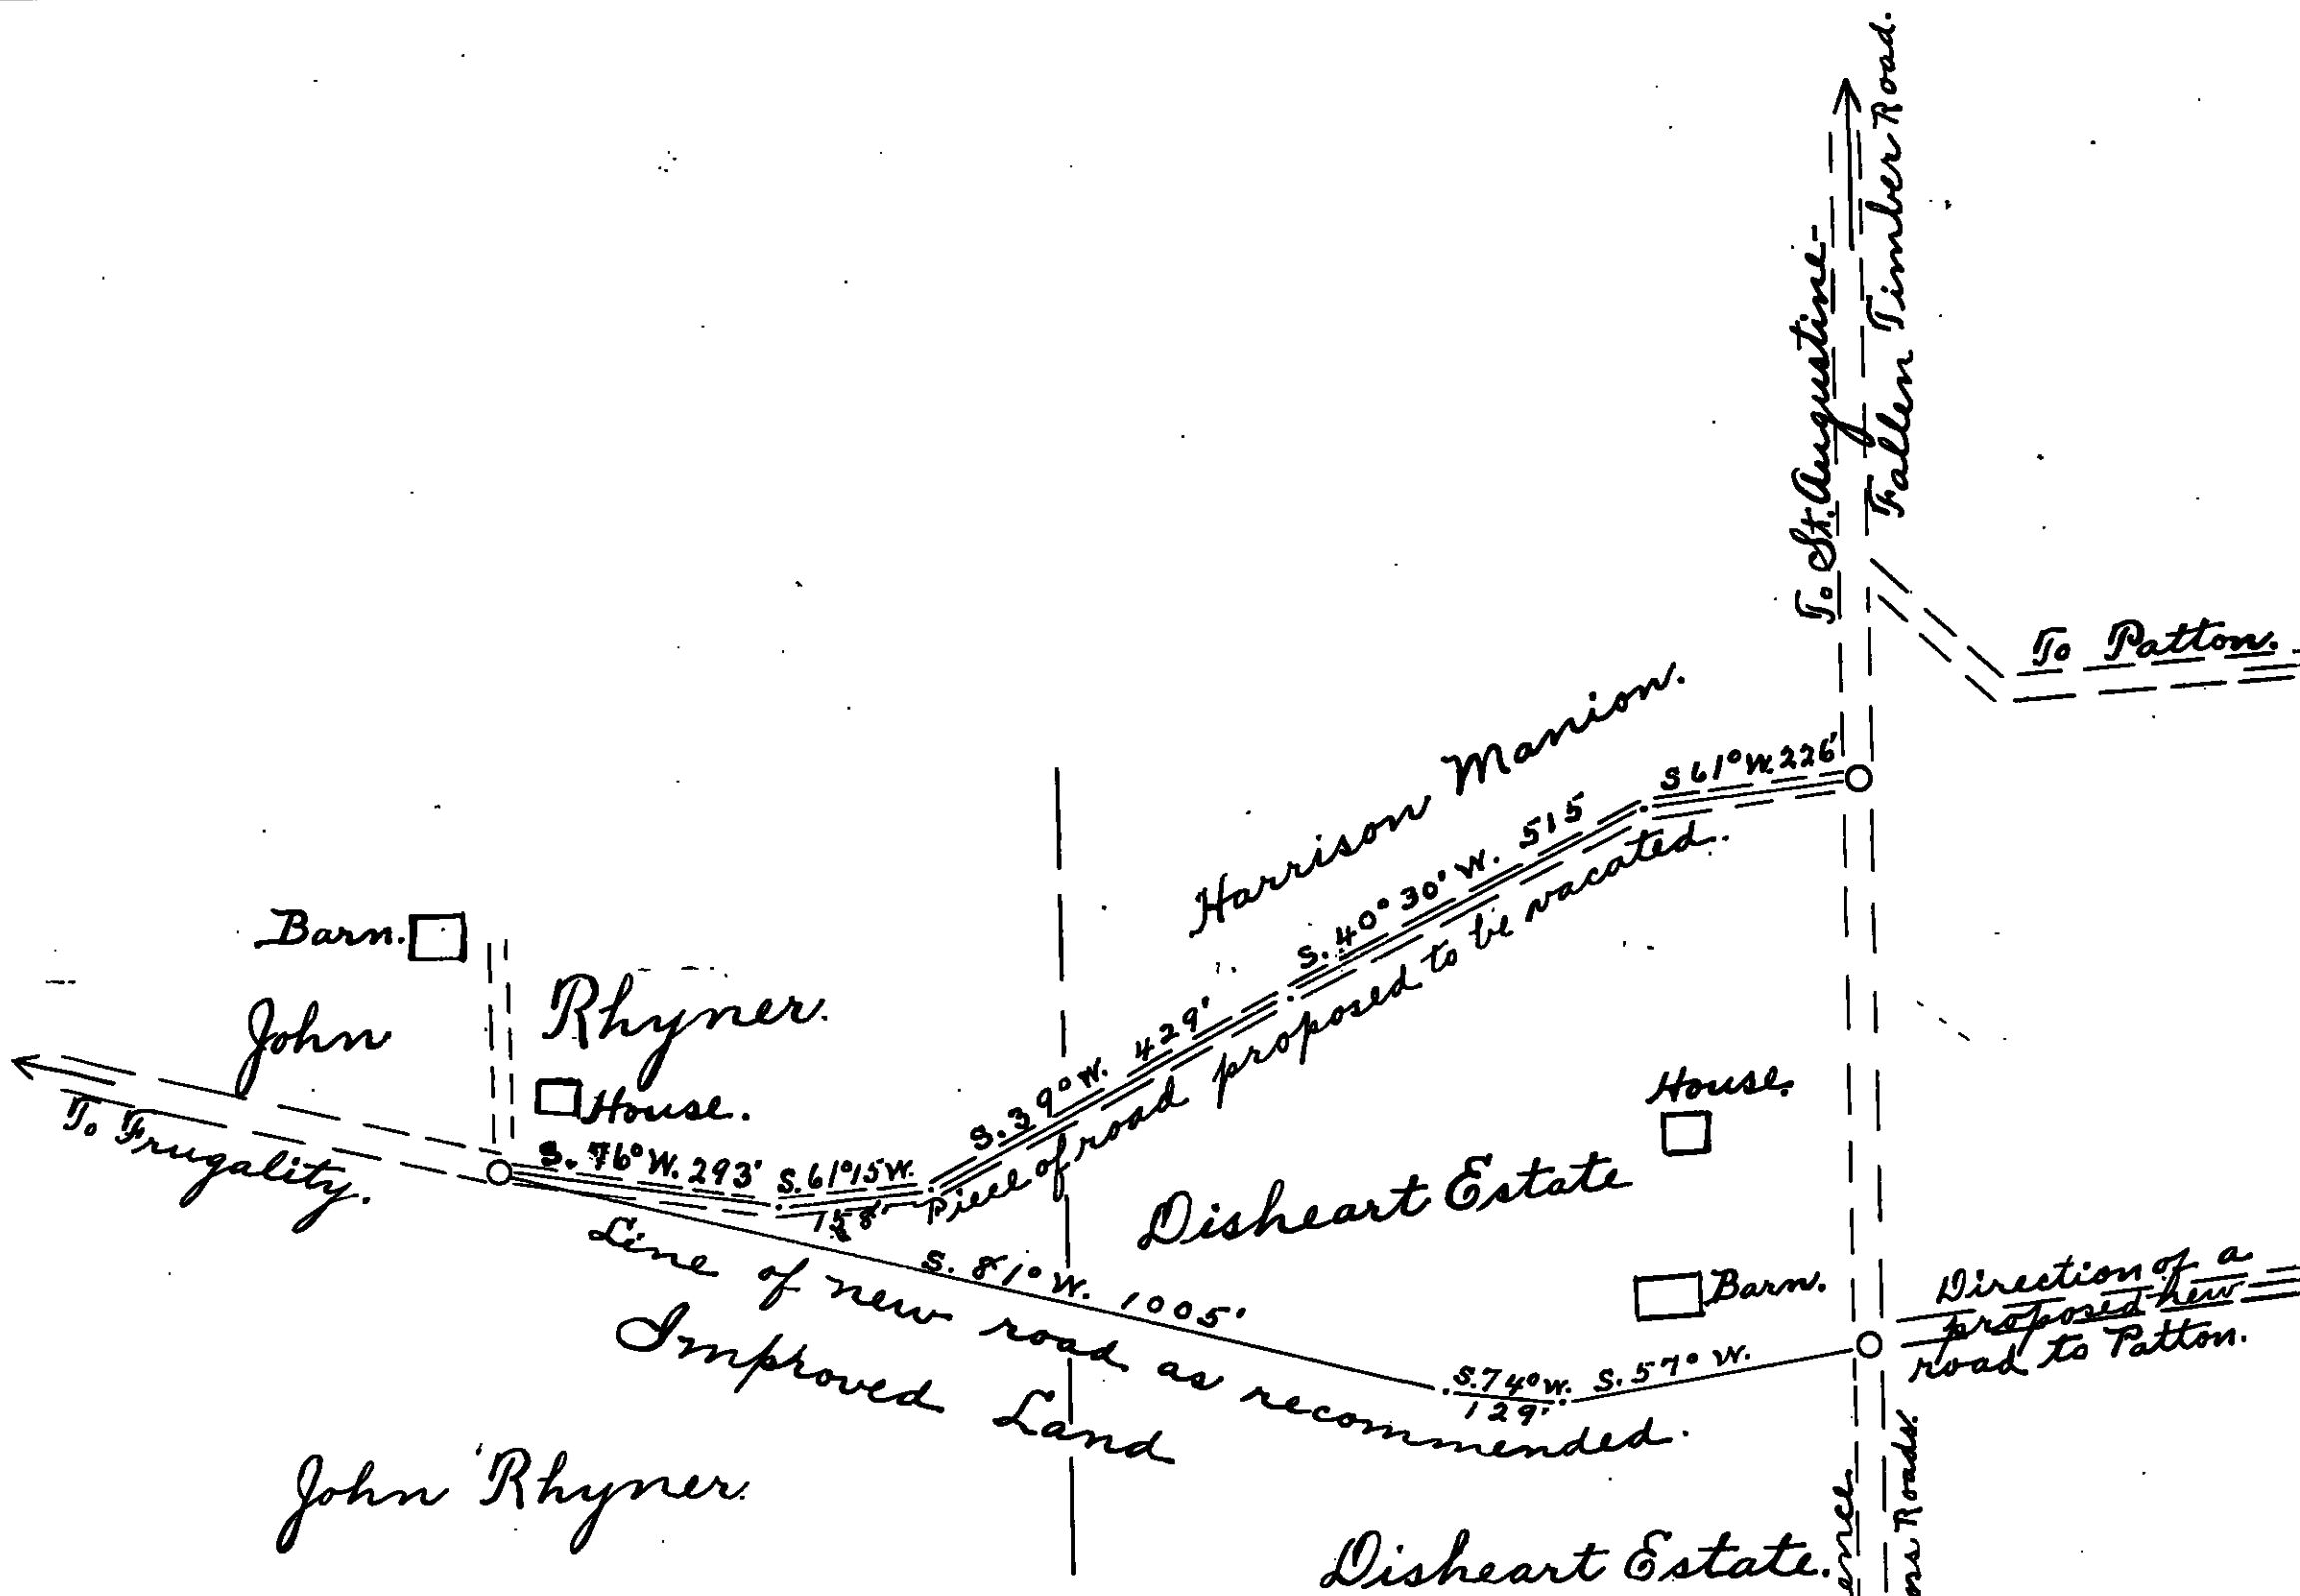 To St. Augustine-
Fallen Timber Road.
To Patton.
Harrison Manion.
S 61° W. 226'
S. 40° 30' W. 515
S. 39° W. 429'
Piece of road proposed to be vacated.
Barn.
John Rhyner.
House.
To Frugality.
S. 76° W. 293'
S. 61° 15 W.
158'
House.
Disheart Estate
Barn.
Line of new road as recommended.
S. 81° W. 1005'
S. 74° W.
129'
S. 57° W.
Direction of a
proposed new
road to Patton.
Improved Land
John Rhyner.
Disheart Estate.
Roads.